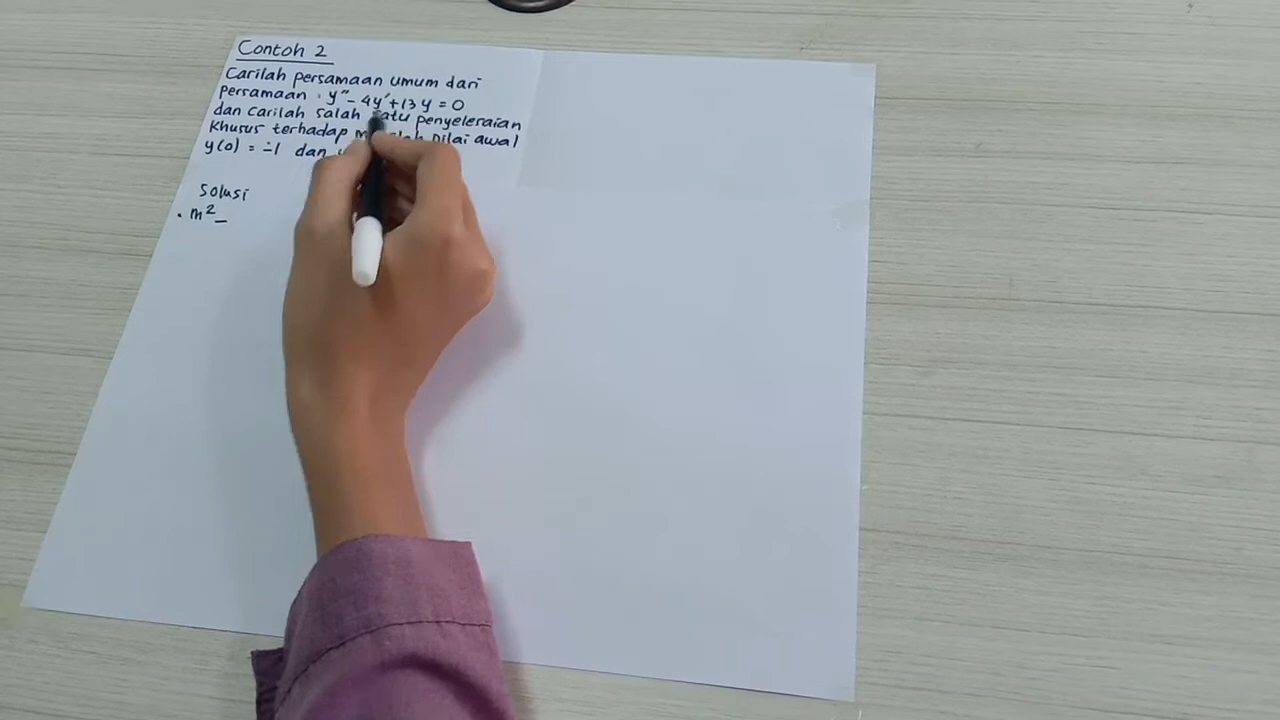 Contoh 2
Carilah persamaan umum dari
persamaan : y" - 4y' + 13 y = 0
dan carilah salah satu penyelesaian
khusus terhadap nilai awal
y(0) = -1 dan
Solusi
• m² -